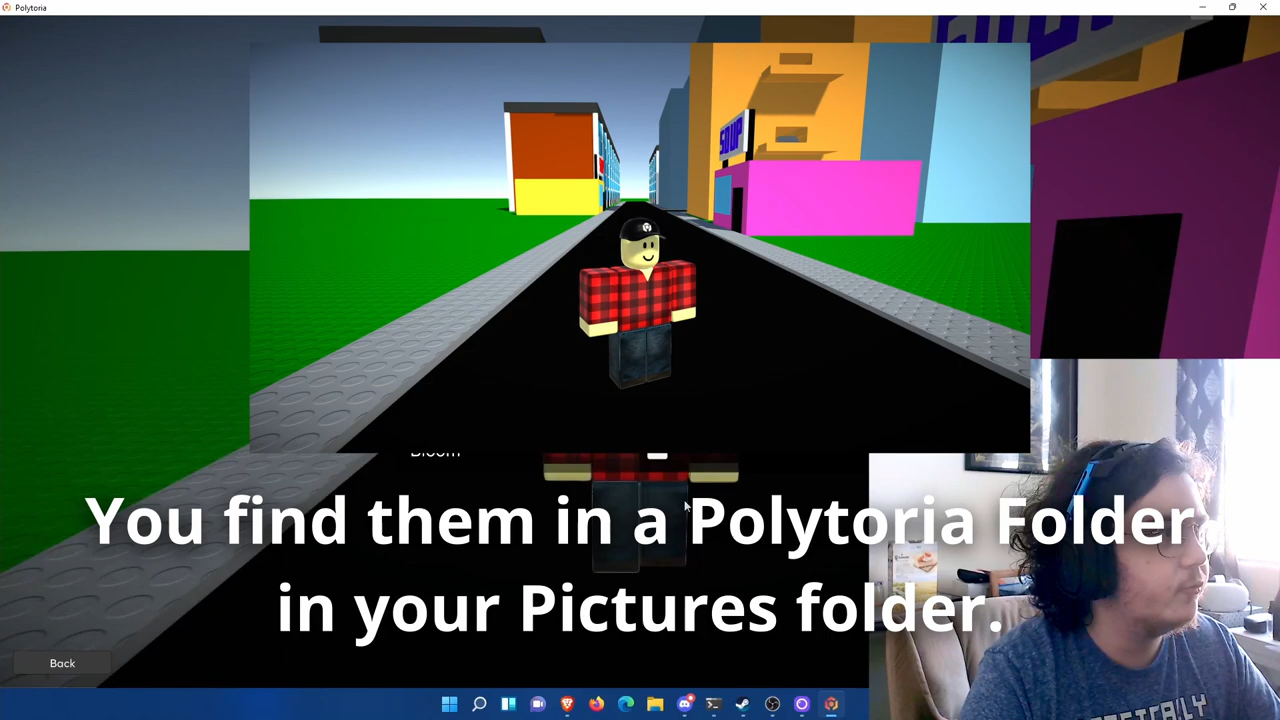 Polytoria
SOUP
Bloom
You find them in a Polytoria Folder
in your Pictures folder.
Back